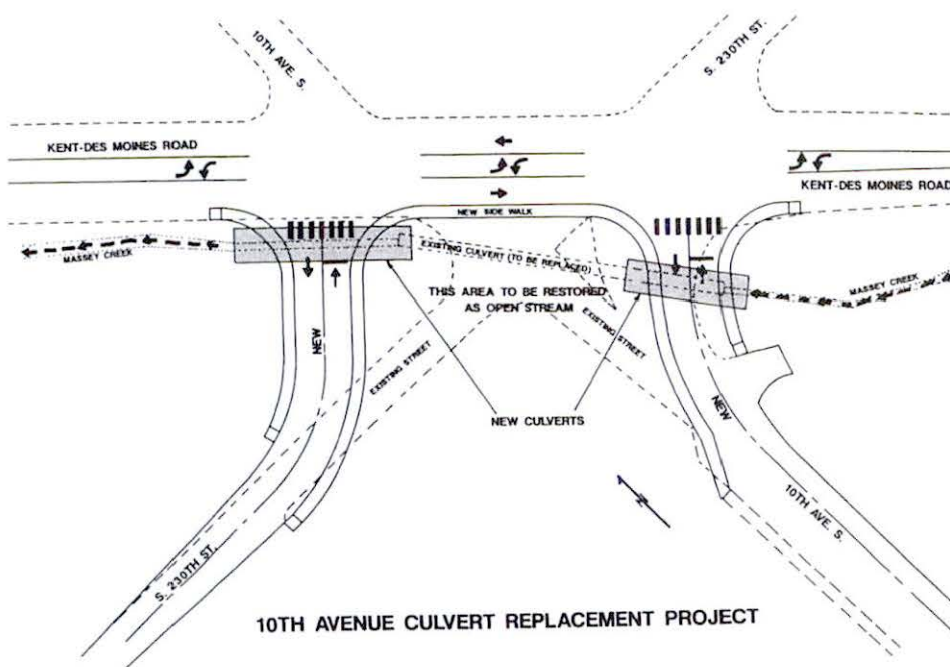 10TH AVE. S.
S. 230TH ST.
KENT-DES MOINES ROAD
KENT-DES MOINES ROAD
NEW SIDE WALK
MASSEY CREEK
EXISTING CULVERT (TO BE REPLACED)
MASSEY CREEK
THIS AREA TO BE RESTORED
AS OPEN STREAM
NEW
EXISTING STREET
EXISTING STREET
NEW CULVERTS
NEW
N
10TH AVE. S.
S. 230TH ST.
10TH AVENUE CULVERT REPLACEMENT PROJECT